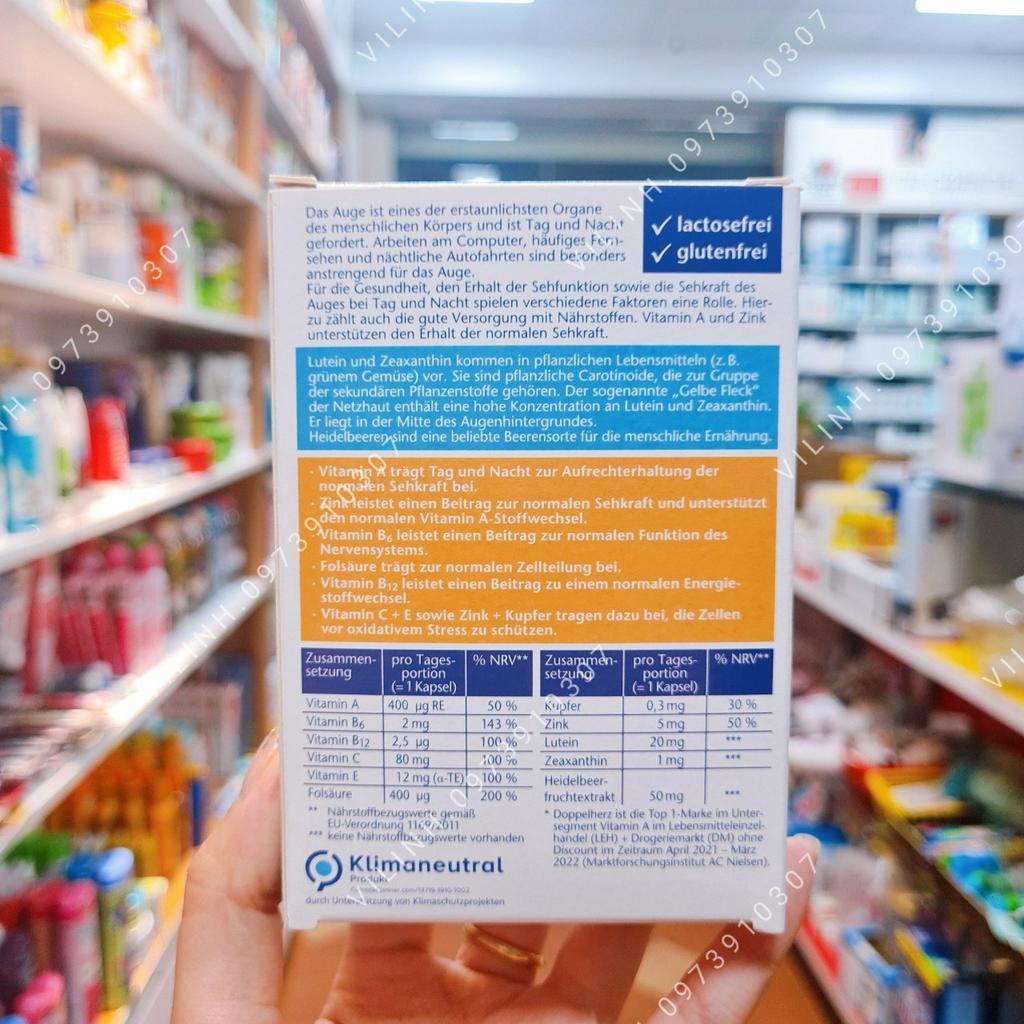 Das Auge ist eines der erstaunlichsten Organe
des menschlichen Körpers und ist Tag und Nacht
gefordert. Arbeiten am Computer, häufiges Fern-
sehen und nächtliche Autofahrten sind besonders
anstrengend für das Auge.
✓ lactosefrei
✓ glutenfrei
Für die Gesundheit, den Erhalt der Sehfunktion sowie die Sehkraft des
Auges bei Tag und Nacht spielen verschiedene Faktoren eine Rolle. Hier-
zu zählt auch die gute Versorgung mit Nährstoffen. Vitamin A und Zink
unterstützen den Erhalt der normalen Sehkraft.
Lutein und Zeaxanthin kommen in pflanzlichen Lebensmitteln (z. B.
grünem Gemüse) vor. Sie sind pflanzliche Carotinoide, die zur Gruppe
der sekundären Pflanzenstoffe gehören. Der sogenannte „Gelbe Fleck“
der Netzhaut enthält eine hohe Konzentration an Lutein und Zeaxanthin.
Er liegt in der Mitte des Augenhintergrundes.
Heidelbeeren sind eine beliebte Beerensorte für die menschliche Ernährung.
· Vitamin A trägt Tag und Nacht zur Aufrechterhaltung der
normalen Sehkraft bei.
· Zink leistet einen Beitrag zur normalen Sehkraft und unterstützt
den normalen Vitamin A-Stoffwechsel.
· Vitamin B6 leistet einen Beitrag zur normalen Funktion des
Nervensystems.
· Folsäure trägt zur normalen Zellteilung bei.
· Vitamin B12 leistet einen Beitrag zu einem normalen Energie-
stoffwechsel.
· Vitamin C + E sowie Zink + Kupfer tragen dazu bei, die Zellen
vor oxidativem Stress zu schützen.
Zusammen-setzung pro Tages-portion (= 1 Kapsel) % NRV**
Vitamin A 400 µg RE 50 %
Vitamin B6 2 mg 143 %
Vitamin B12 2,5 µg 100 %
Vitamin C 80 mg 100 %
Vitamin E 12 mg (α-TE) 100 %
Folsäure 400 µg 200 %
** Nährstoffbezugswerte gemäß
EU-Verordnung 1169/2011
*** keine Nährstoffbezugswerte vorhanden
Zusammen-setzung pro Tages-portion (= 1 Kapsel) % NRV**
Kupfer 0,3 mg 30 %
Zink 5 mg 50 %
Lutein 20 mg ***
Zeaxanthin 1 mg ***
Heidelbeer-
fruchtextrakt 50 mg ***
* Doppelherz ist die Top 1-Marke im Unter-
segment Vitamin A im Lebensmitteleinzel-
handel (LEH) + Drogeriemarkt (DM) ohne
Discount im Zeitraum April 2021 – März
2022 (Marktforschungsinstitut AC Nielsen).
Klimaneutral
Produkt
durch Unterstützung von Klimaschutzprojekten
VILINH.0973910307
VILINH.0973910307
VILINH.0973910307
VILINH.0973910307
VILINH.0973910307